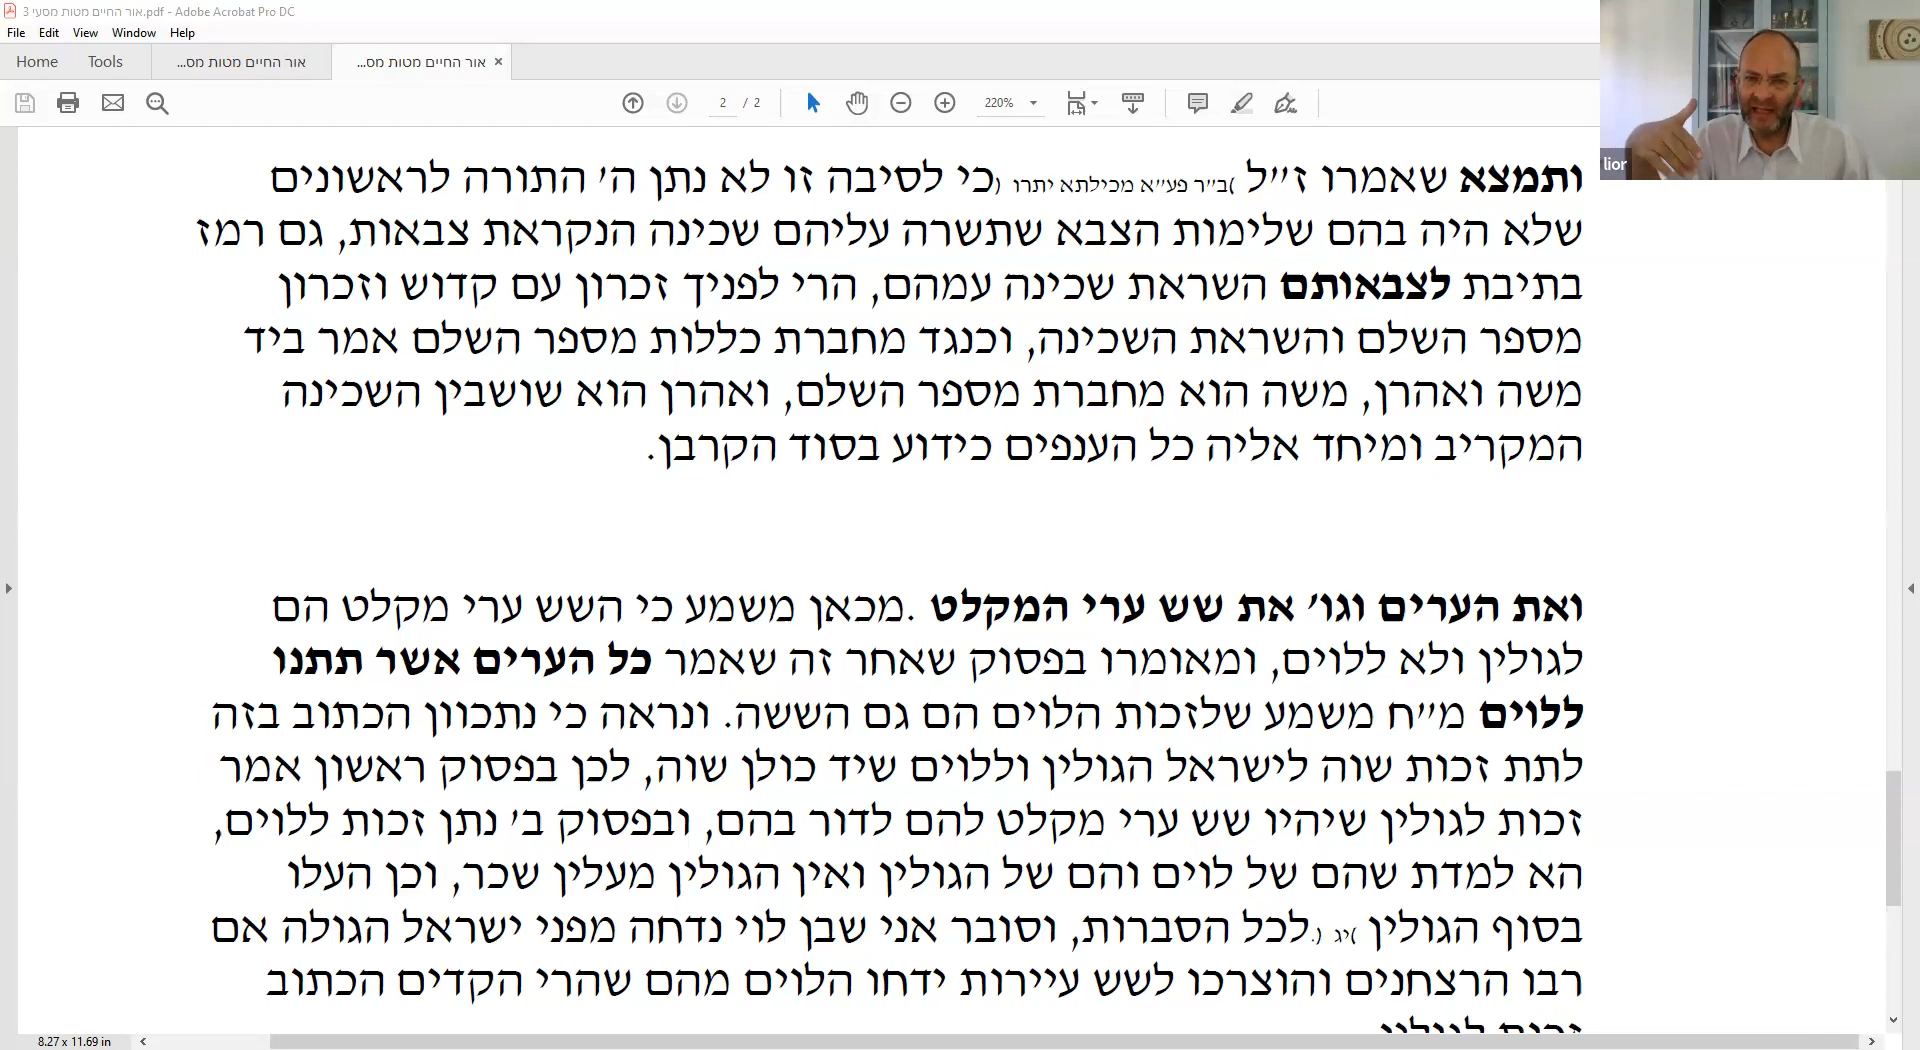 אור החיים מטות מסעי 3.pdf - Adobe Acrobat Pro DC
File Edit View Window Help
Home Tools אור החיים מטות מס... אור החיים מטות מס... ×
2 / 2 220%
lior
ותמצא שאמרו ז״ל )ב״ר פע״א מכילתא יתרו (כי לסיבה זו לא נתן ה׳ התורה לראשונים
שלא היה בהם שלימות הצבא שתשרה עליהם שכינה הנקראת צבאות, גם רמז
בתיבת לצבאותם השראת שכינה עמהם, הרי לפניך זכרון עם קדוש וזכרון
מספר השלם והשראת השכינה, וכנגד מחברת כללות מספר השלם אמר ביד
משה ואהרן, משה הוא מחברת מספר השלם, ואהרן הוא שושבין השכינה
המקריב ומיחד אליה כל הענפים כידוע בסוד הקרבן.
ואת הערים וגו׳ את שש ערי המקלט .מכאן משמע כי השש ערי מקלט הם
לגולין ולא ללוים, ומאומרו בפסוק שאחר זה שאמר כל הערים אשר תתנו
ללוים מ״ח משמע שלזכות הלוים הם גם הששה. ונראה כי נתכוון הכתוב בזה
לתת זכות שוה לישראל הגולין וללוים שיד כולן שוה, לכן בפסוק ראשון אמר
זכות לגולין שיהיו שש ערי מקלט להם לדור בהם, ובפסוק ב׳ נתן זכות ללוים,
הא למדת שהם של לוים והם של הגולין ואין הגולין מעלין שכר, וכן העלו
בסוף הגולין )יג (.לכל הסברות, וסובר אני שבן לוי נדחה מפני ישראל הגולה אם
רבו הרצחנים והוצרכו לשש עיירות ידחו הלוים מהם שהרי הקדים הכתוב
זכות לגולין
8.27 x 11.69 in